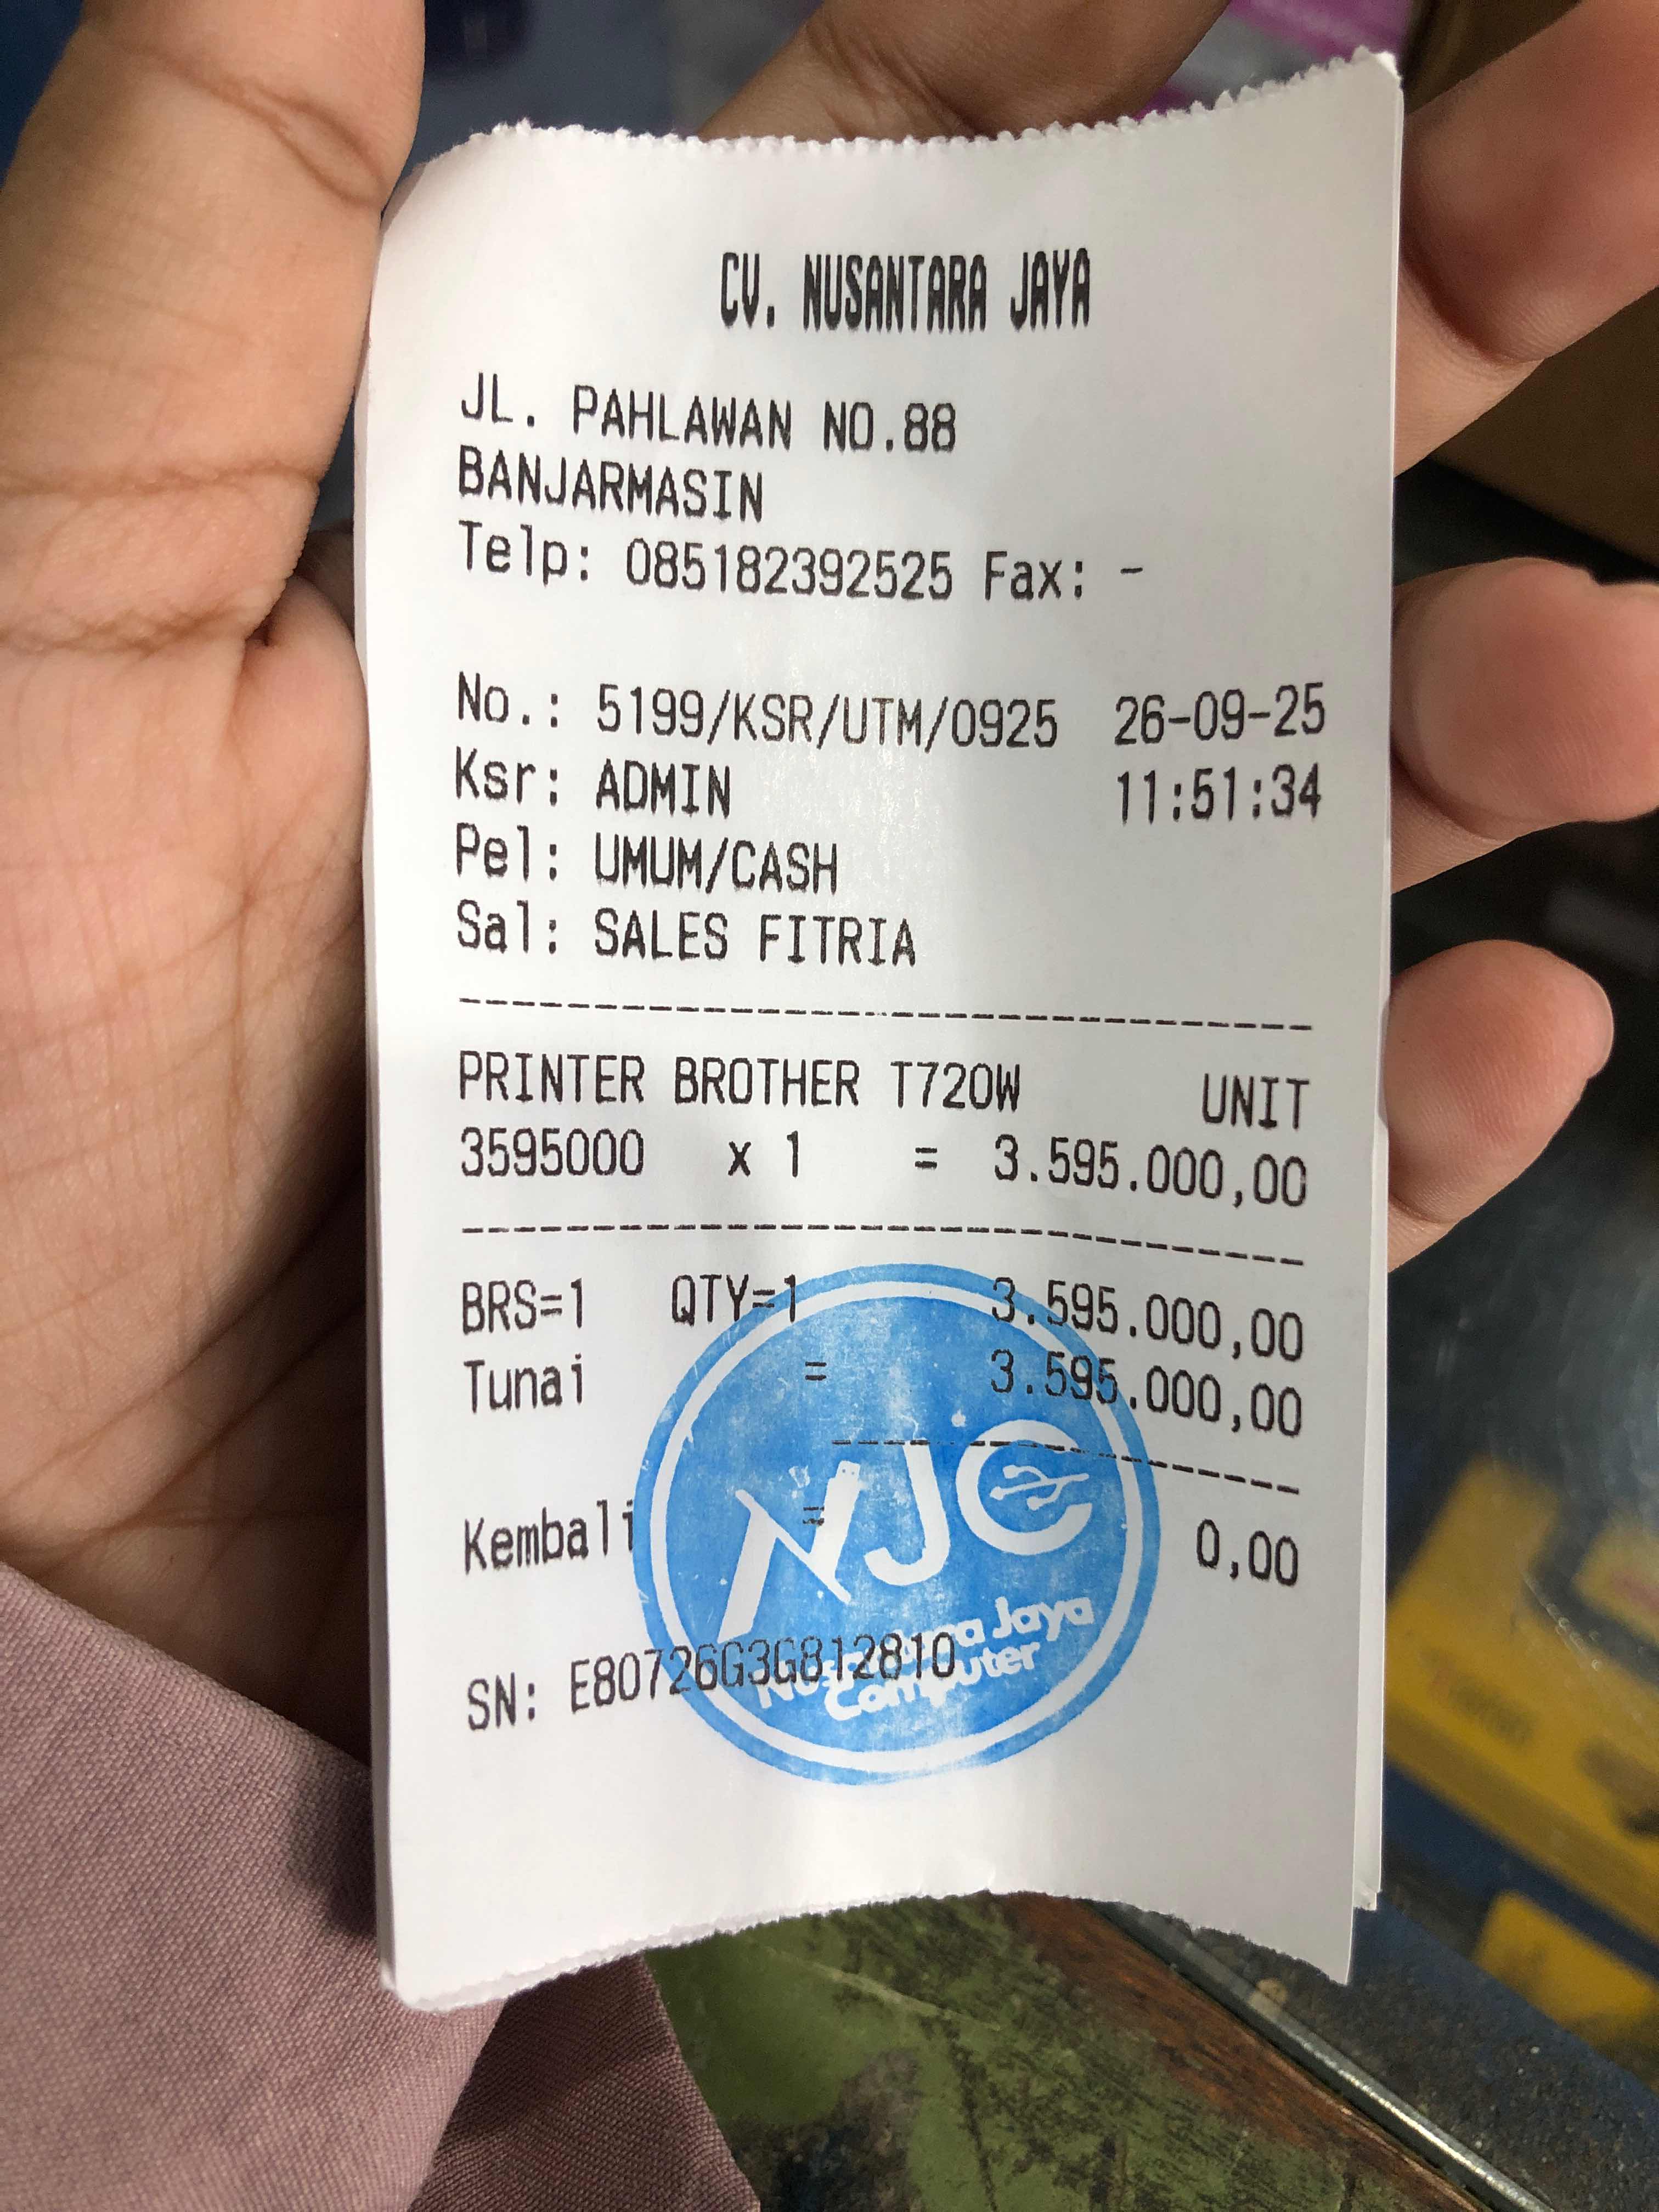 CV. NUSANTARA JAYA
JL. PAHLAWAN NO.88
BANJARMASIN
Telp: 085182392525 Fax: -
No.: 5199/KSR/UTM/0925 26-09-25
Ksr: ADMIN 11:51:34
Pel: UMUM/CASH
Sal: SALES FITRIA
--------------------------------
PRINTER BROTHER T720W UNIT
3595000 x 1 = 3.595.000,00
--------------------------------
BRS=1 QTY=1 3.595.000,00
Tunai = 3.595.000,00
------------------
Kembali = 0,00
NJC
Nusantara Jaya
Computer
SN: E80726G3G812810